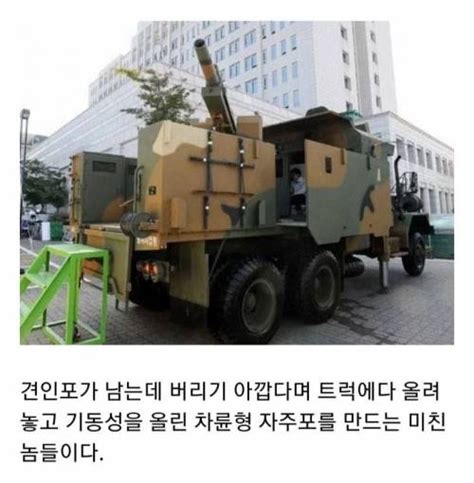 견인포가 남는데 버리기 아깝다며 트럭에다 올려
놓고 기동성을 올린 차륜형 자주포를 만드는 미친
놈들이다.